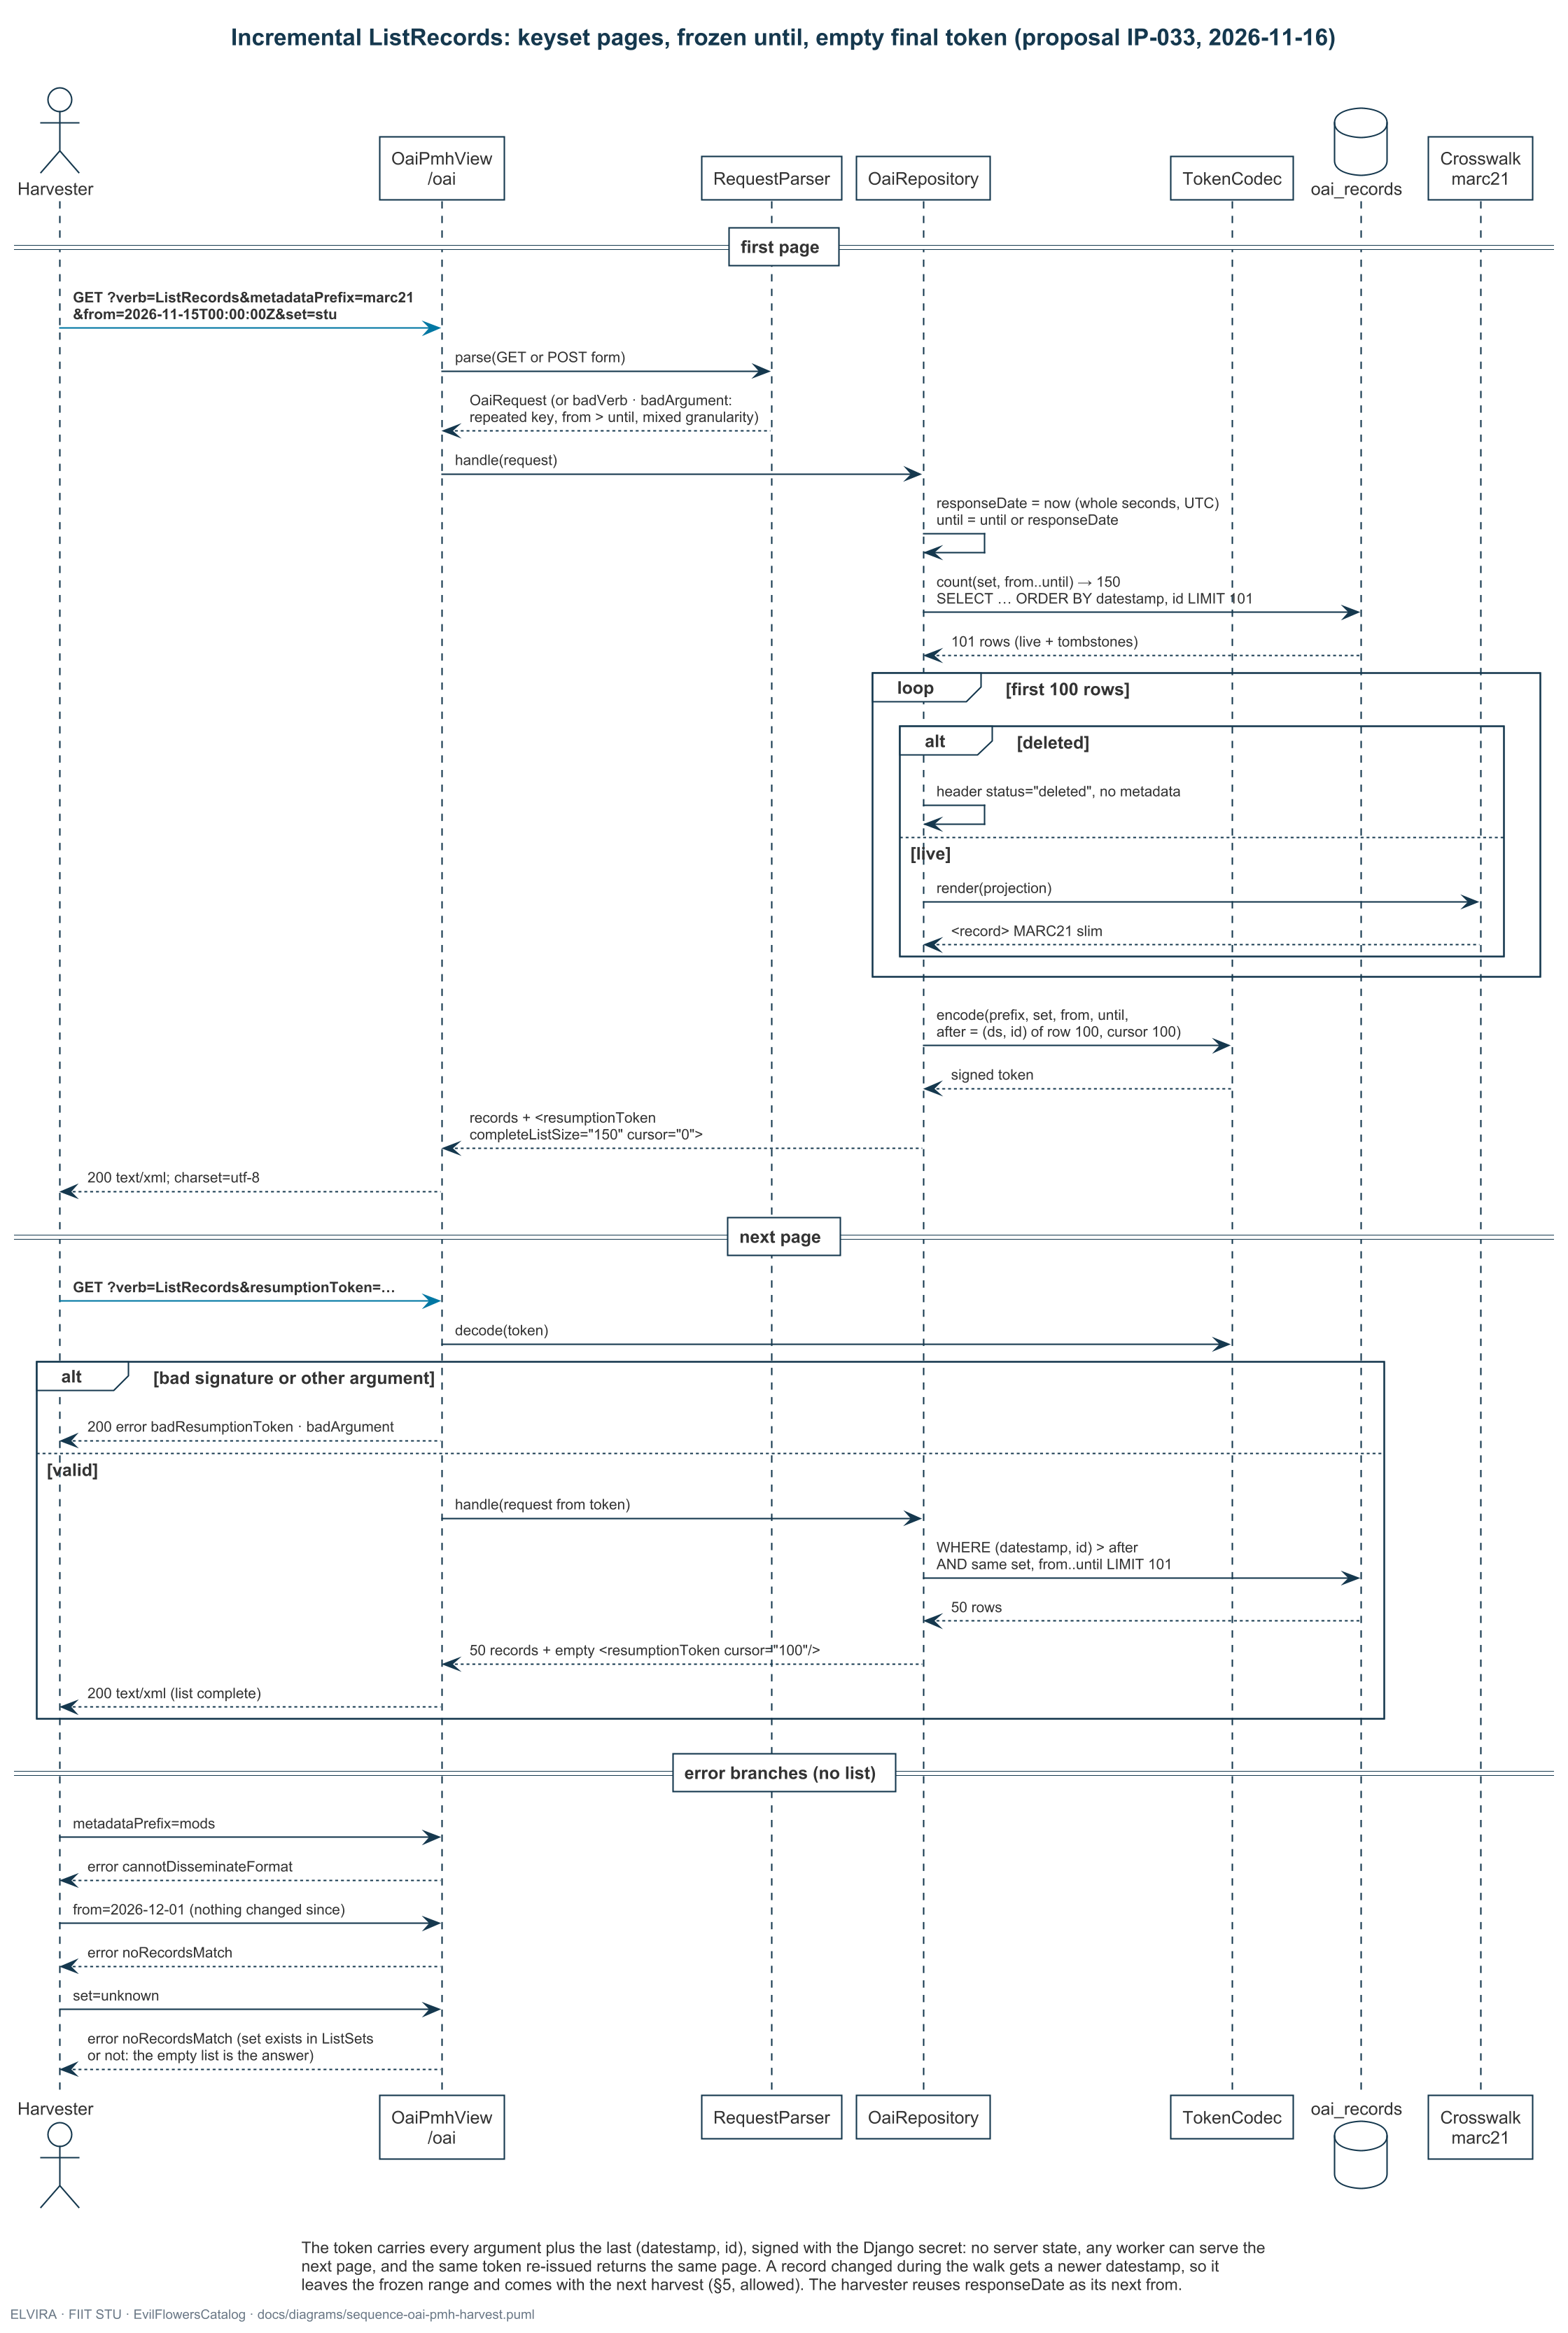 Incremental ListRecords: keyset pages, frozen until, empty final token (proposal IP-033, 2026-11-16)
Harvester
OaiPmhView
/oai
RequestParser
OaiRepository
TokenCodec
oai_records
Crosswalk
marc21
first page
GET ?verb=ListRecords&metadataPrefix=marc21
&from=2026-11-15T00:00:00Z&set=stu
parse(GET or POST form)
OaiRequest (or badVerb · badArgument:
repeated key, from > until, mixed granularity)
handle(request)
responseDate = now (whole seconds, UTC)
until = until or responseDate
count(set, from..until) → 150
SELECT … ORDER BY datestamp, id LIMIT 101
101 rows (live + tombstones)
loop
[first 100 rows]
alt
[deleted]
header status="deleted", no metadata
[live]
render(projection)
<record> MARC21 slim
encode(prefix, set, from, until,
after = (ds, id) of row 100, cursor 100)
signed token
records + <resumptionToken
completeListSize="150" cursor="0">
200 text/xml; charset=utf-8
next page
GET ?verb=ListRecords&resumptionToken=…
decode(token)
alt
[bad signature or other argument]
200 error badResumptionToken · badArgument
[valid]
handle(request from token)
WHERE (datestamp, id) > after
AND same set, from..until LIMIT 101
50 rows
50 records + empty <resumptionToken cursor="100"/>
200 text/xml (list complete)
error branches (no list)
metadataPrefix=mods
error cannotDisseminateFormat
from=2026-12-01 (nothing changed since)
error noRecordsMatch
set=unknown
error noRecordsMatch (set exists in ListSets
or not: the empty list is the answer)
Harvester
OaiPmhView
/oai
RequestParser
OaiRepository
TokenCodec
oai_records
Crosswalk
marc21
The token carries every argument plus the last (datestamp, id), signed with the Django secret: no server state, any worker can serve the
next page, and the same token re-issued returns the same page. A record changed during the walk gets a newer datestamp, so it
leaves the frozen range and comes with the next harvest (§5, allowed). The harvester reuses responseDate as its next from.
ELVIRA · FIIT STU · EvilFlowersCatalog · docs/diagrams/sequence-oai-pmh-harvest.puml